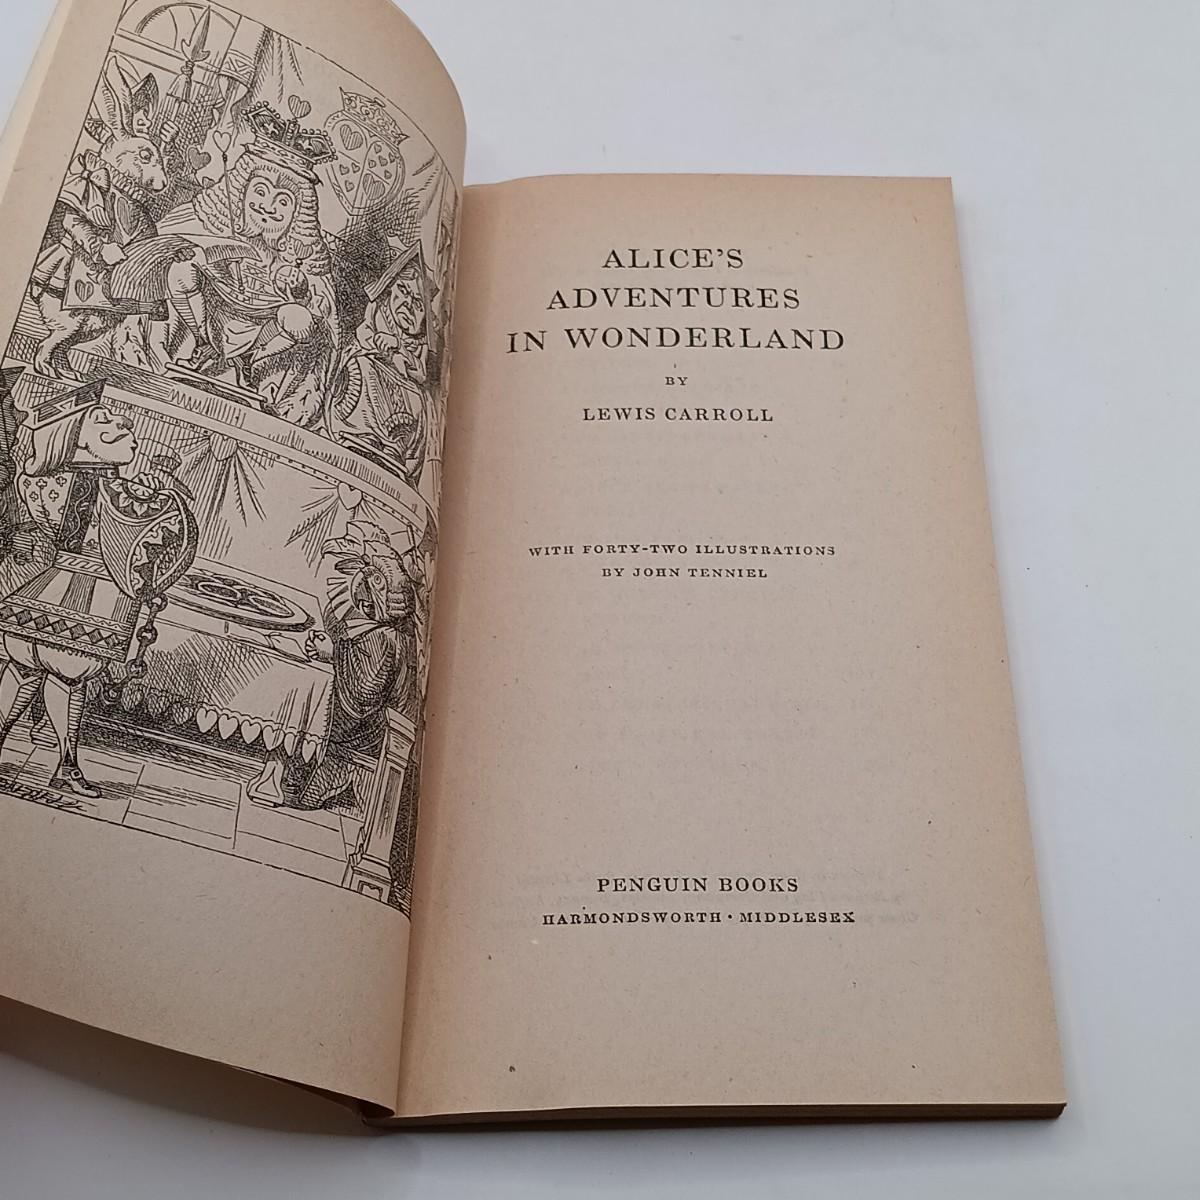 ALICE'S
ADVENTURES
IN WONDERLAND
BY
LEWIS CARROLL
WITH FORTY-TWO ILLUSTRATIONS
BY JOHN TENNIEL
PENGUIN BOOKS
HARMONDSWORTH · MIDDLESEX